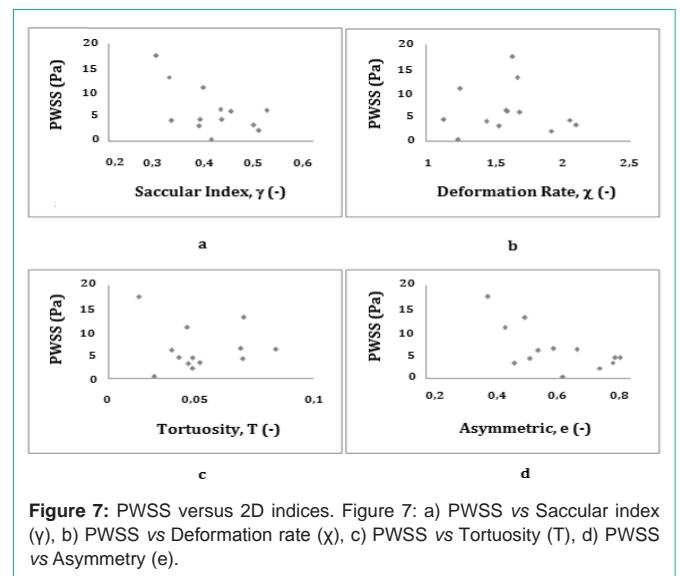 20
15
10
5
0
PWSS (Pa)
0,2 0,3 0,4 0,5 0,6
Saccular Index, γ (-)
a
20
15
10
5
0
PWSS (Pa)
1 1,5 2 2,5
Deformation Rate, χ (-)
b
20
15
10
5
0
PWSS (Pa)
0 0,05 0,1
Tortuosity, T (-)
c
20
15
10
5
0
PWSS (Pa)
0,2 0,4 0,6 0,8
Asymmetric, e (-)
d
Figure 7: PWSS versus 2D indices. Figure 7: a) PWSS vs Saccular index
(γ), b) PWSS vs Deformation rate (χ), c) PWSS vs Tortuosity (T), d) PWSS
vs Asymmetry (e).